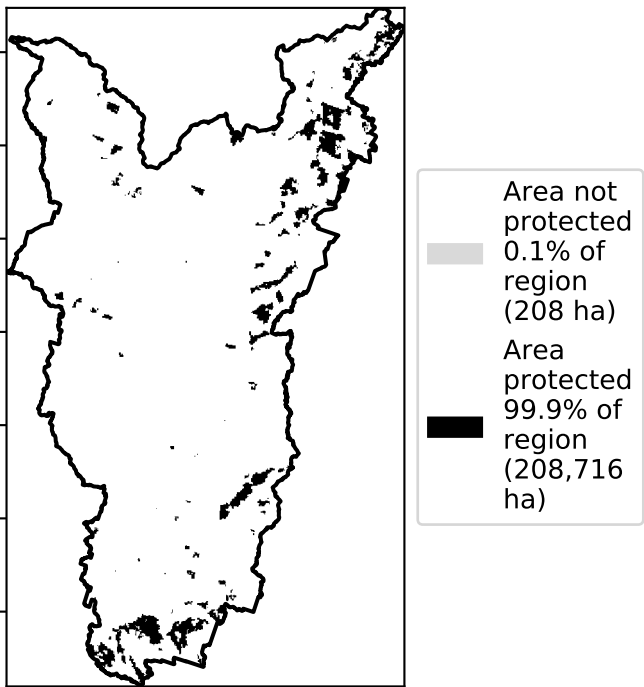 Area not
protected
0.1% of
region
(208 ha)
Area
protected
99.9% of
region
(208,716
ha)